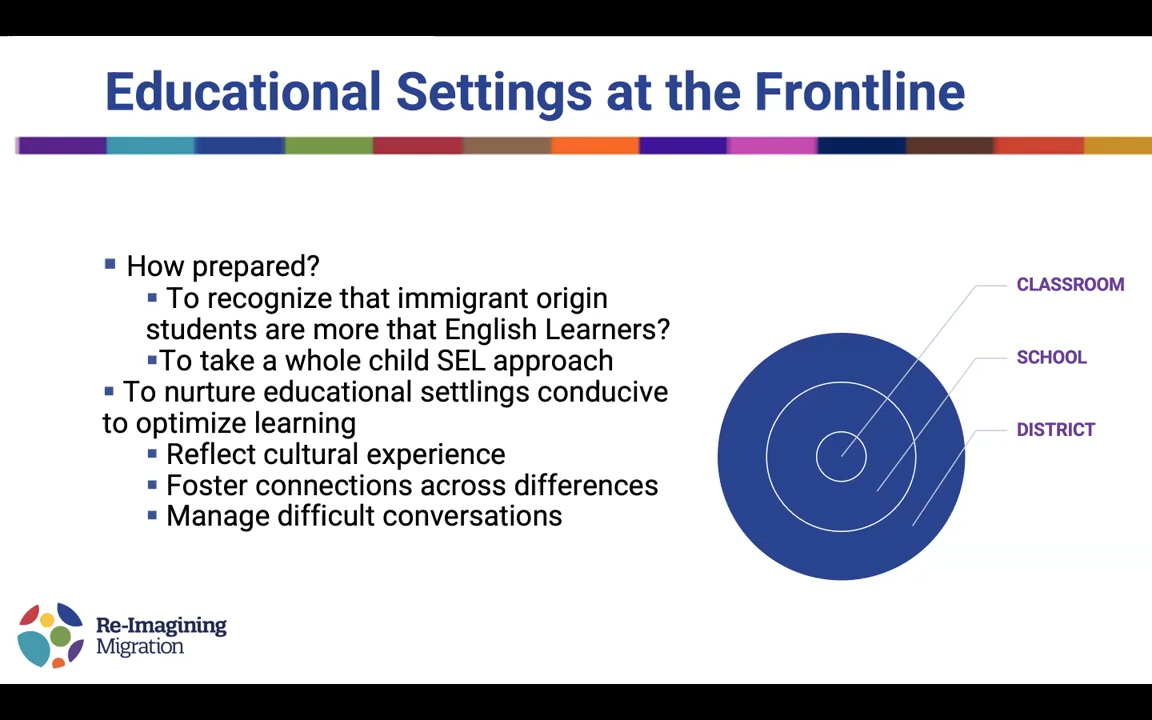 Educational Settings at the Frontline
▪ How prepared?
▪ To recognize that immigrant origin
students are more that English Learners?
▪To take a whole child SEL approach
▪ To nurture educational settlings conducive
to optimize learning
▪ Reflect cultural experience
▪ Foster connections across differences
▪ Manage difficult conversations
CLASSROOM
SCHOOL
DISTRICT
Re-Imagining
Migration